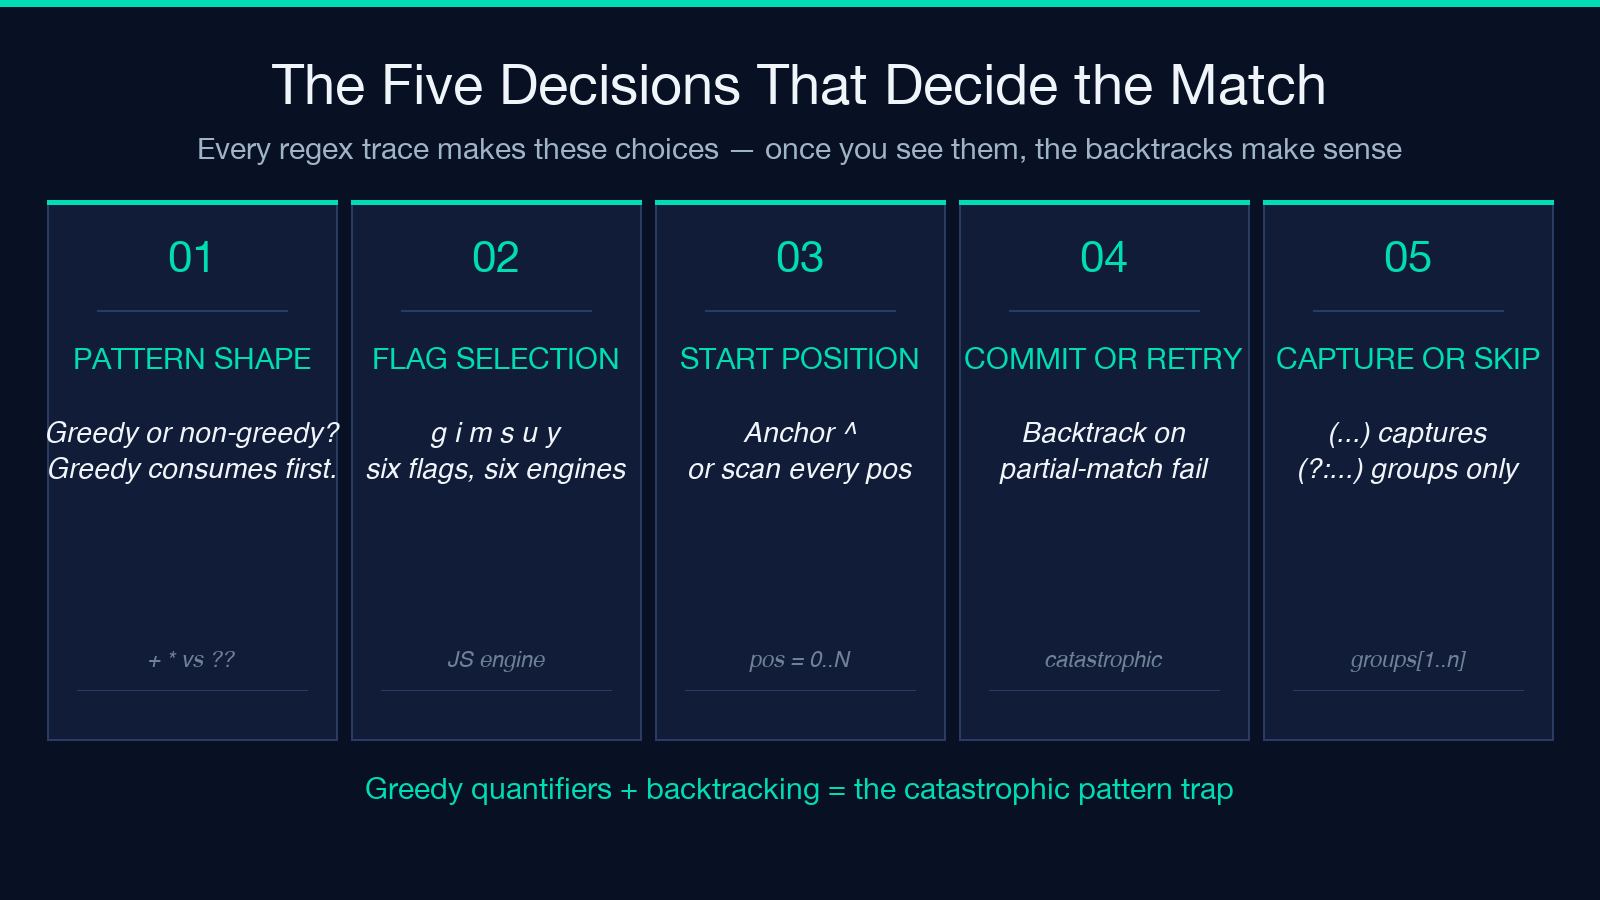 The Five Decisions That Decide the Match
Every regex trace makes these choices — once you see them, the backtracks make sense
01
PATTERN SHAPE
Greedy or non-greedy?
Greedy consumes first.
+ * vs ??
02
FLAG SELECTION
g i m s u y
six flags, six engines
JS engine
03
START POSITION
Anchor ^
or scan every pos
pos = 0..N
04
COMMIT OR RETRY
Backtrack on
partial-match fail
catastrophic
05
CAPTURE OR SKIP
(...) captures
(?:...) groups only
groups[1..n]
Greedy quantifiers + backtracking = the catastrophic pattern trap